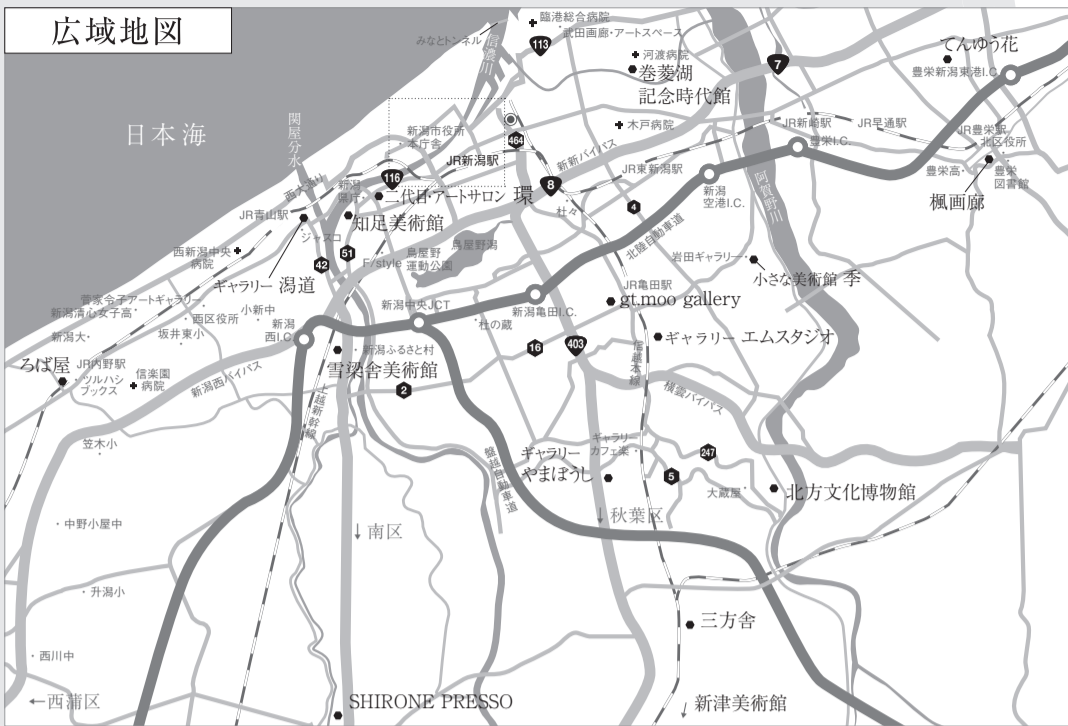 広域地図
臨港総合病院
武田画廊・アートスペース
みなとトンネル
信濃川
113
河渡病院
巻菱湖
記念時代館
7
てんゆう花
豊栄新潟東港I.C.
日本海
関屋分水
新潟市役所
本庁舎
464
木戸病院
JR新崎駅
JR早通駅
JR豊栄駅
北区役所
豊栄I.C.
豊栄高
豊栄
図書館
楓画廊
JR新潟駅
新新バイパス
JR東新潟駅
西大通り
新潟
県庁
116
二代目・アートサロン 環
8
杜々
4
新潟
空港I.C.
阿賀野川
JR青山駅
知足美術館
ジャスコ
北陸自動車道
西新潟中央
病院
51
42
F/style
鳥屋野
運動公園
鳥屋野潟
岩田ギャラリー
小さな美術館 季
ギャラリー 潟道
JR亀田駅
gt.moo gallery
菅家令子アートギャラリー
新潟清心女子高
西区役所
小新中
新潟大
坂井東小
新潟
西I.C.
新潟中央JCT
新潟亀田I.C.
杜の蔵
ギャラリー エムスタジオ
16
403
信越本線
ろば屋
JR内野駅
ツルハシ
ブックス
信楽園
病院
新潟西バイパス
新潟ふるさと村
雪梁舎美術館
2
横雲バイパス
上越新幹線
笠木小
磐越自動車道
ギャラリー
やまぼうし
ギャラリー
カフェ楽
247
5
大蔵屋
北方文化博物館
中野小屋中
↓南区
↓秋葉区
升潟小
三方舎
西川中
←西蒲区
SHIRONE PRESSO
↓新津美術館